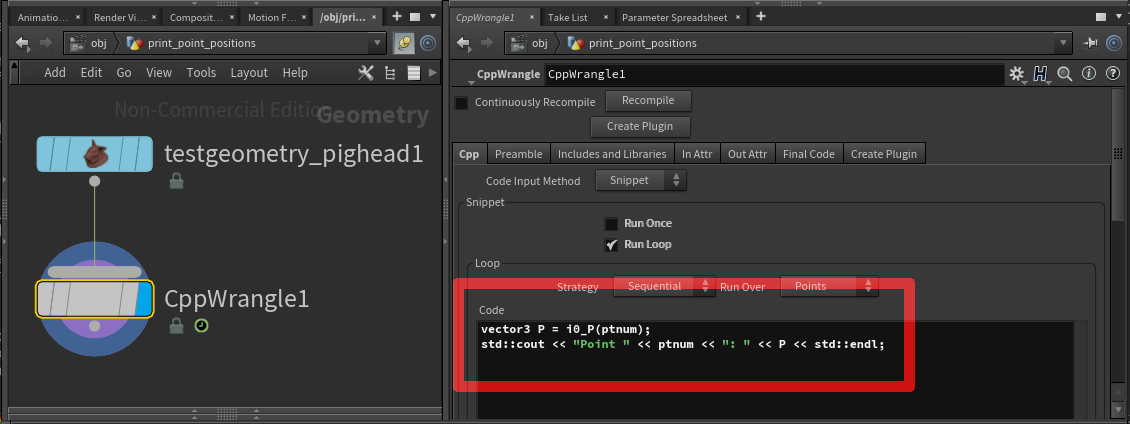 Animatio...
Render Vi...
Composit...
Motion F...
/obj/pri...
obj
print_point_positions
Add Edit Go View Tools Layout Help
Non-Commercial Edition
Geometry
testgeometry_pighead1
CppWrangle1
CppWrangle1
Take List
Parameter Spreadsheet
obj
print_point_positions
CppWrangle CppWrangle1
Continuously Recompile
Recompile
Create Plugin
Cpp Preamble Includes and Libraries In Attr Out Attr Final Code Create Plugin
Code Input Method Snippet
Snippet
Run Once
Run Loop
Loop
Strategy Sequential Run Over Points
Code
vector3 P = i0_P(ptnum);
std::cout << "Point " << ptnum << ": " << P << std::endl;